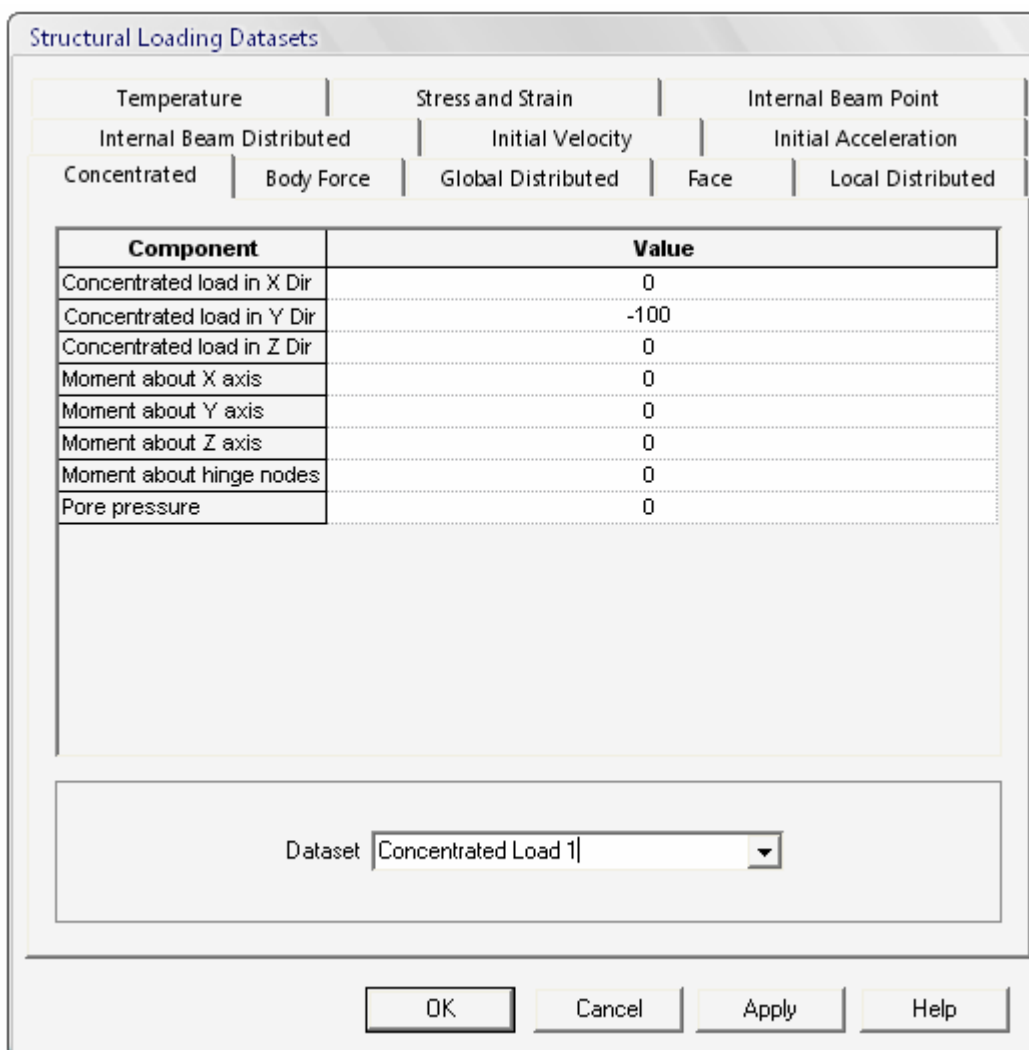 Structural Loading Datasets
Temperature Stress and Strain Internal Beam Point
Internal Beam Distributed Initial Velocity Initial Acceleration
Concentrated Body Force Global Distributed Face Local Distributed
Component Value
Concentrated load in X Dir 0
Concentrated load in Y Dir -100
Concentrated load in Z Dir 0
Moment about X axis 0
Moment about Y axis 0
Moment about Z axis 0
Moment about hinge nodes 0
Pore pressure 0
Dataset Concentrated Load 1
OK Cancel Apply Help